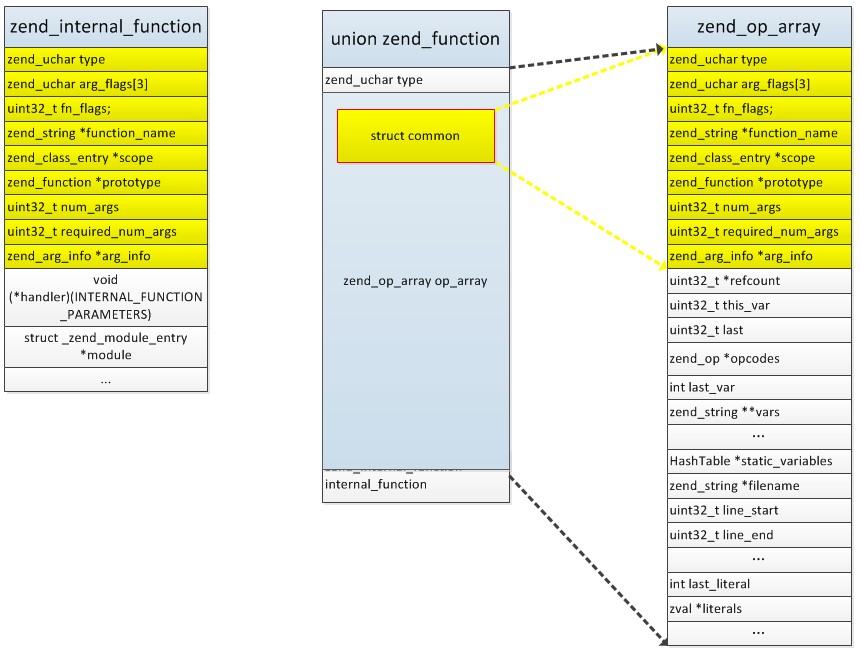 zend_internal_function
zend_uchar type
zend_uchar arg_flags[3]
uint32_t fn_flags;
zend_string *function_name
zend_class_entry *scope
zend_function *prototype
uint32_t num_args
uint32_t required_num_args
zend_arg_info *arg_info
void
(*handler)(INTERNAL_FUNCTION
_PARAMETERS)
struct _zend_module_entry
*module
...
union zend_function
zend_uchar type
struct common
zend_op_array op_array
internal_function
zend_op_array
zend_uchar type
zend_uchar arg_flags[3]
uint32_t fn_flags;
zend_string *function_name
zend_class_entry *scope
zend_function *prototype
uint32_t num_args
uint32_t required_num_args
zend_arg_info *arg_info
uint32_t *refcount
uint32_t this_var
uint32_t last
zend_op *opcodes
int last_var
zend_string **vars
...
HashTable *static_variables
zend_string *filename
uint32_t line_start
uint32_t line_end
...
int last_literal
zval *literals
...